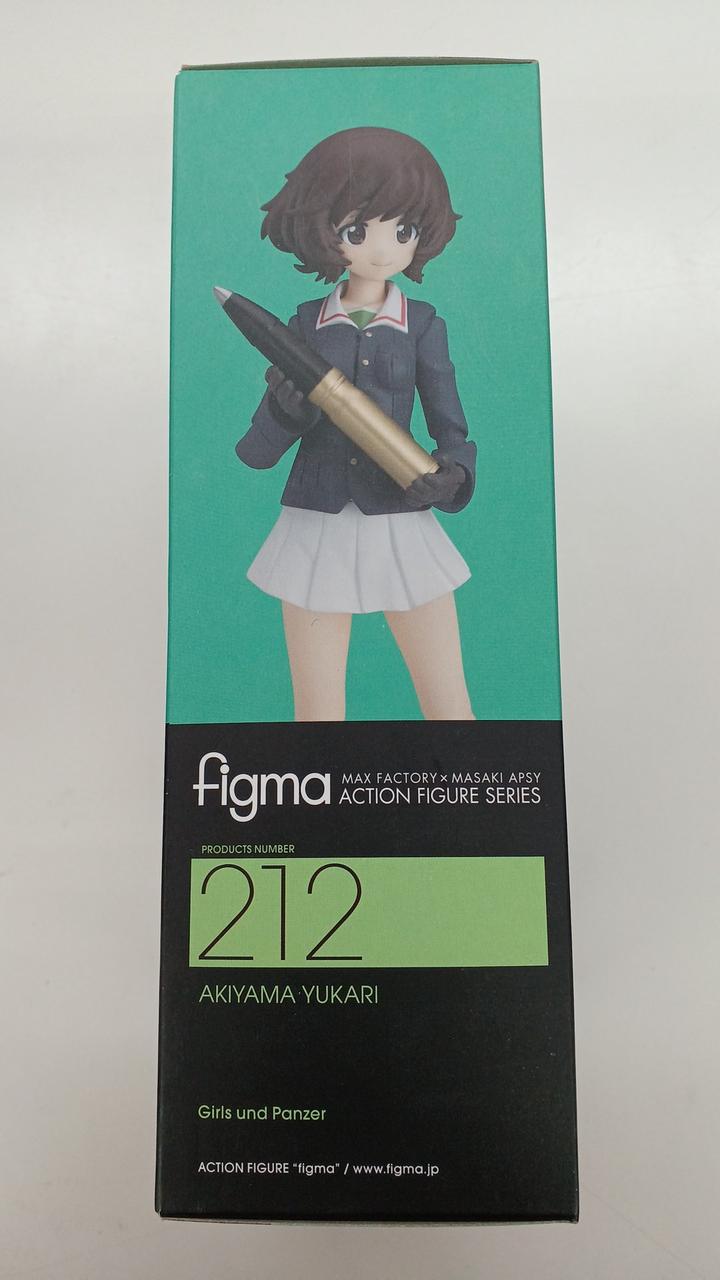 figma
MAX FACTORY × MASAKI APSY
ACTION FIGURE SERIES
PRODUCTS NUMBER
212
AKIYAMA YUKARI
Girls und Panzer
ACTION FIGURE "figma" / www.figma.jp